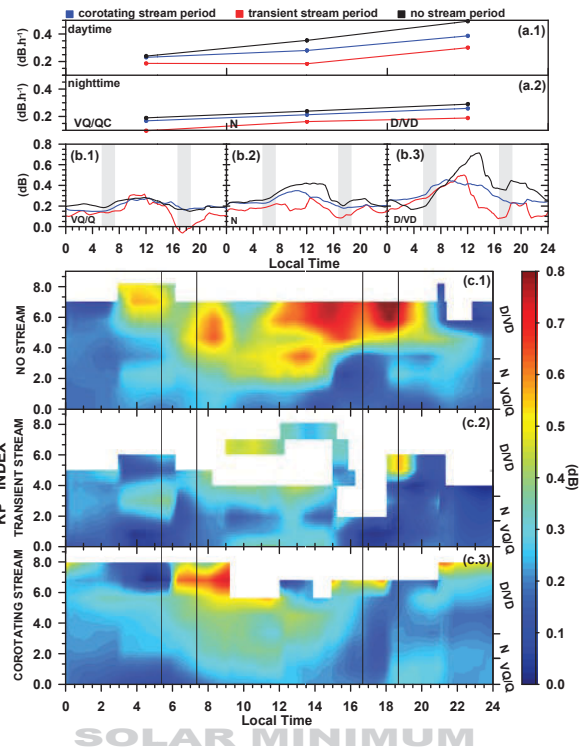 corotating stream period transient stream period no stream period
0.4
0.2
(dB.h-1)
daytime
(a.1)
0.2
(dB.h-1)
nighttime
(a.2)
VQ/QC N D/VD
0.8
0.6
0.4
0.2
0.0
(dB)
(b.1) (b.2) (b.3)
VQ/Q N D/VD
0 4 8 12 16 20 0 4 8 12 16 20 0 4 8 12 16 20 24
Local Time
8.0
6.0
4.0
2.0
0.0
NO STREAM
(c.1)
D/VD
N
VQ/Q
8.0
6.0
4.0
2.0
0.0
INDEX
TRANSIENT STREAM
(c.2)
D/VD
N
VQ/Q
8.0
6.0
4.0
2.0
0.0
COROTATING STREAM
(c.3)
D/VD
N
VQ/Q
0 2 4 6 8 10 12 14 16 18 20 22 24
Local Time
0.8
0.7
0.6
0.5
0.4
0.3
0.2
0.1
0.0
(dB)
SOLAR MINIMUM